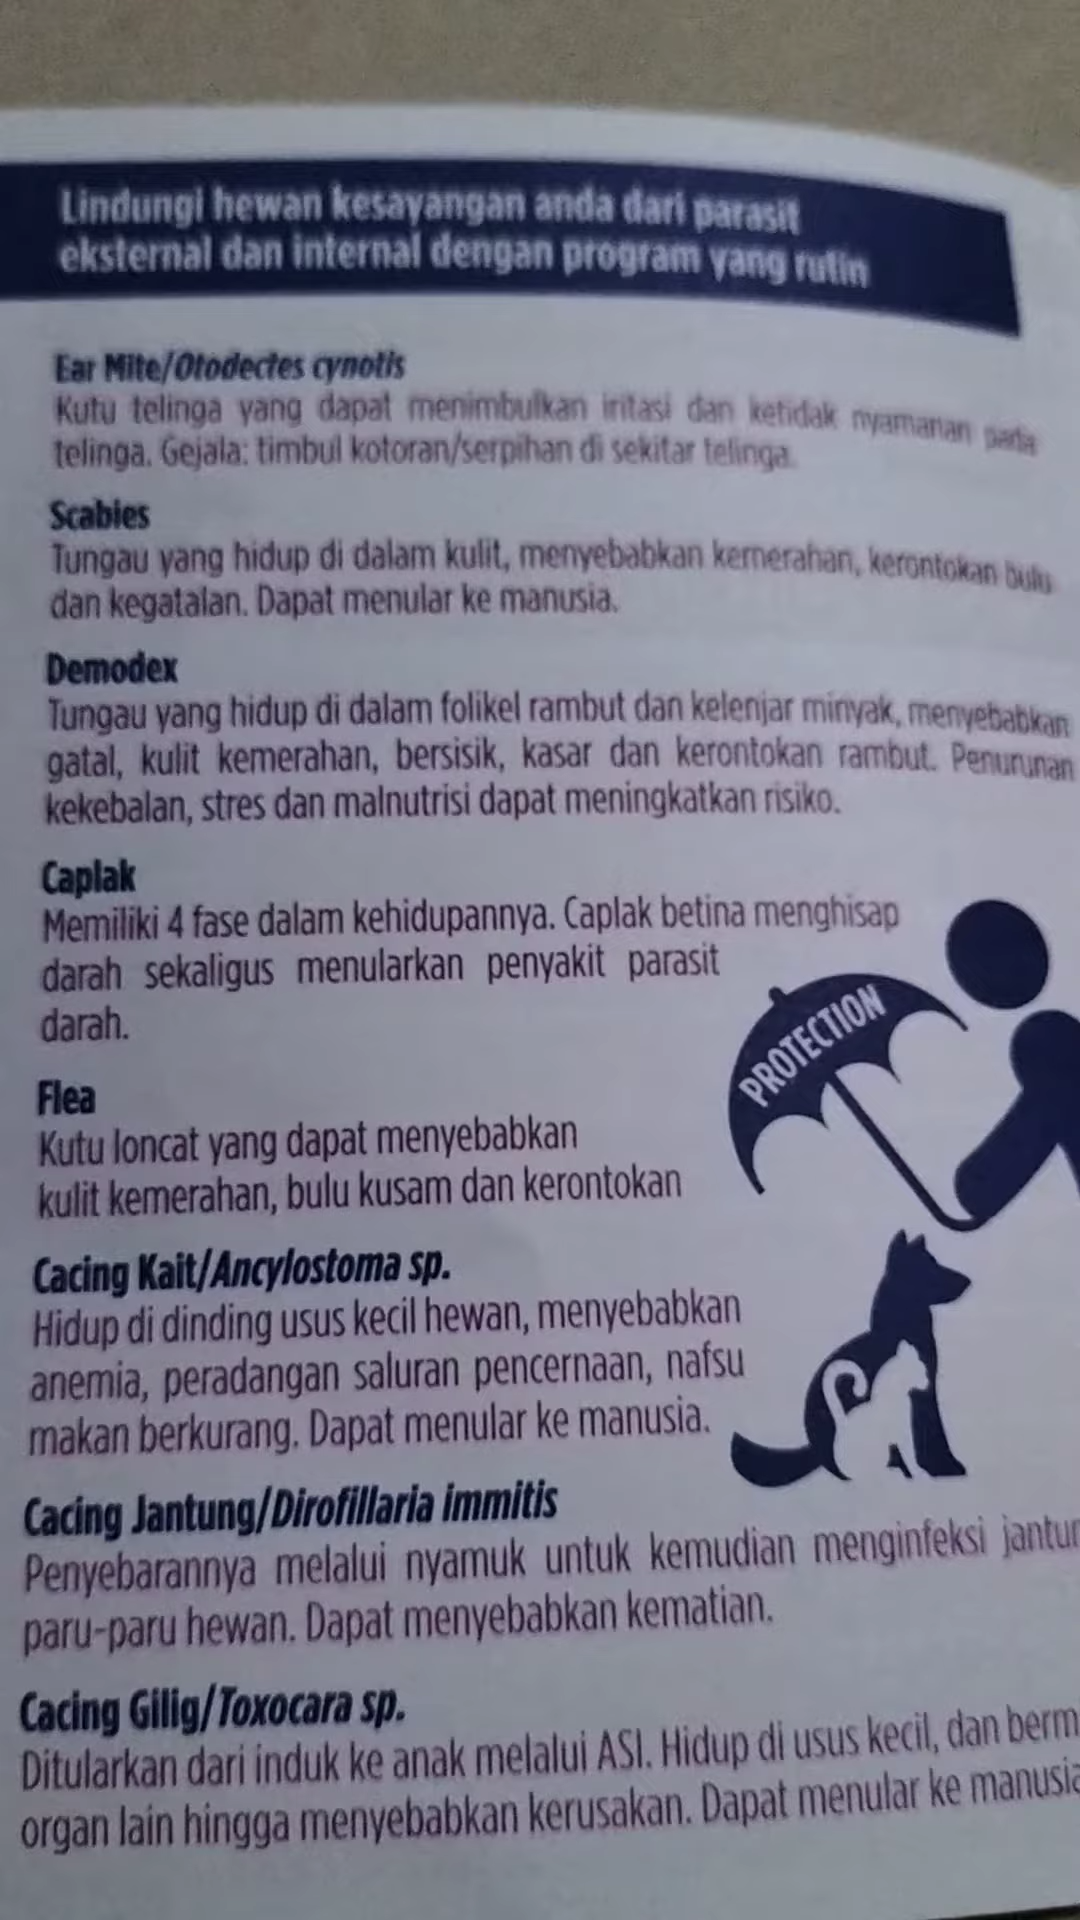 Lindungi hewan kesayangan anda dari parasit
eksternal dan internal dengan program yang rutin
Ear Mite/Otodectes cynotis
Kutu telinga yang dapat menimbulkan iritasi dan ketidak nyamanan pada
telinga. Gejala: timbul kotoran/serpihan di sekitar telinga.
Scabies
Tungau yang hidup di dalam kulit, menyebabkan kemerahan, kerontokan bulu
dan kegatalan. Dapat menular ke manusia.
Demodex
Tungau yang hidup di dalam folikel rambut dan kelenjar minyak, menyebabkan
gatal, kulit kemerahan, bersisik, kasar dan kerontokan rambut. Penurunan
kekebalan, stres dan malnutrisi dapat meningkatkan risiko.
Caplak
Memiliki 4 fase dalam kehidupannya. Caplak betina menghisap
darah sekaligus menularkan penyakit parasit
darah.
PROTECTION
Flea
Kutu loncat yang dapat menyebabkan
kulit kemerahan, bulu kusam dan kerontokan
Cacing Kait/Ancylostoma sp.
Hidup di dinding usus kecil hewan, menyebabkan
anemia, peradangan saluran pencernaan, nafsu
makan berkurang. Dapat menular ke manusia.
Cacing Jantung/Dirofillaria immitis
Penyebarannya melalui nyamuk untuk kemudian menginfeksi
paru-paru hewan. Dapat menyebabkan kematian.
Cacing Gilig/Toxocara sp.
Ditularkan dari induk ke anak melalui ASI. Hidup di usus kecil, dan
organ lain hingga menyebabkan kerusakan. Dapat menular ke manusia